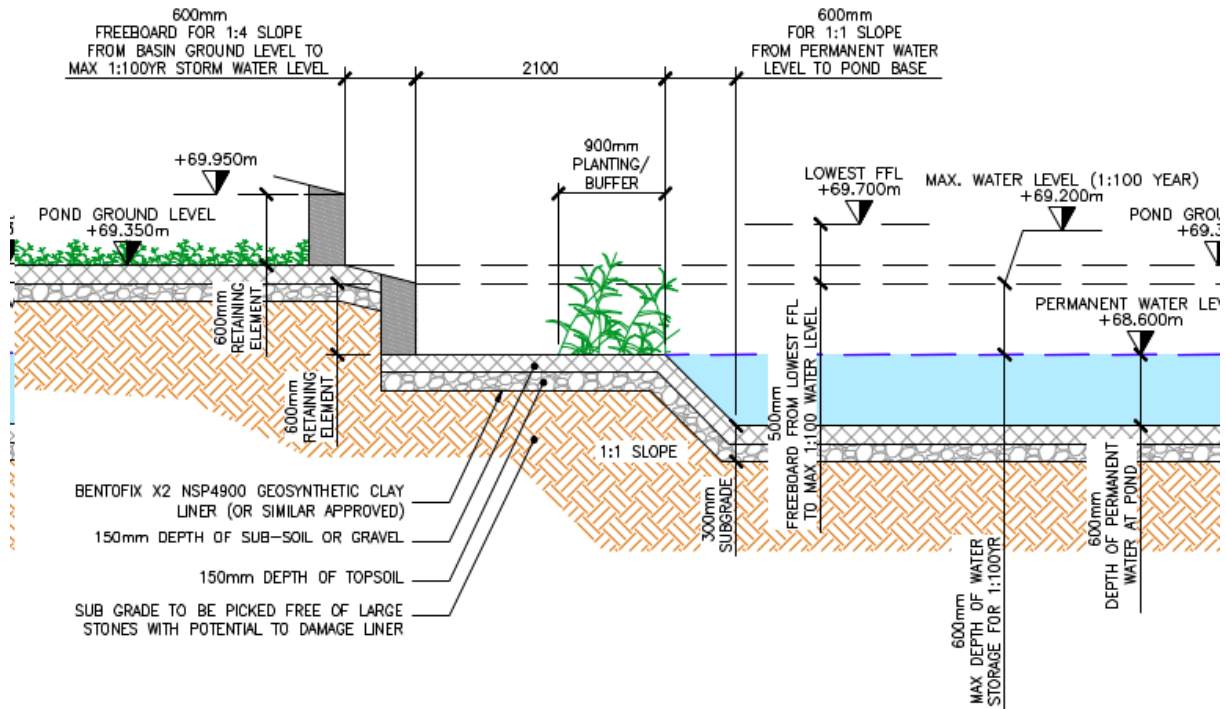 600mm
FREEBOARD FOR 1:4 SLOPE
FROM BASIN GROUND LEVEL TO
MAX 1:100YR STORM WATER LEVEL
2100
600mm
FOR 1:1 SLOPE
FROM PERMANENT WATER
LEVEL TO POND BASE
900mm
PLANTING/
BUFFER
+69.950m
POND GROUND LEVEL
+69.350m
LOWEST FFL
+69.700m
MAX. WATER LEVEL (1:100 YEAR)
+69.200m
POND GROU
+69.3
PERMANENT WATER LEV
+68.600m
600mm
RETAINING
ELEMENT
600mm
RETAINING
ELEMENT
1:1 SLOPE
300mm
SUBGRADE
500mm
FREEBOARD FROM LOWEST FFL
TO MAX 1:100 WATER LEVEL
600mm
MAX DEPTH OF WATER
STORAGE FOR 1:100YR
600mm
DEPTH OF PERMANENT
WATER AT POND
BENTOFIX X2 NSP4900 GEOSYNTHETIC CLAY
LINER (OR SIMILAR APPROVED)
150mm DEPTH OF SUB-SOIL OR GRAVEL
150mm DEPTH OF TOPSOIL
SUB GRADE TO BE PICKED FREE OF LARGE
STONES WITH POTENTIAL TO DAMAGE LINER